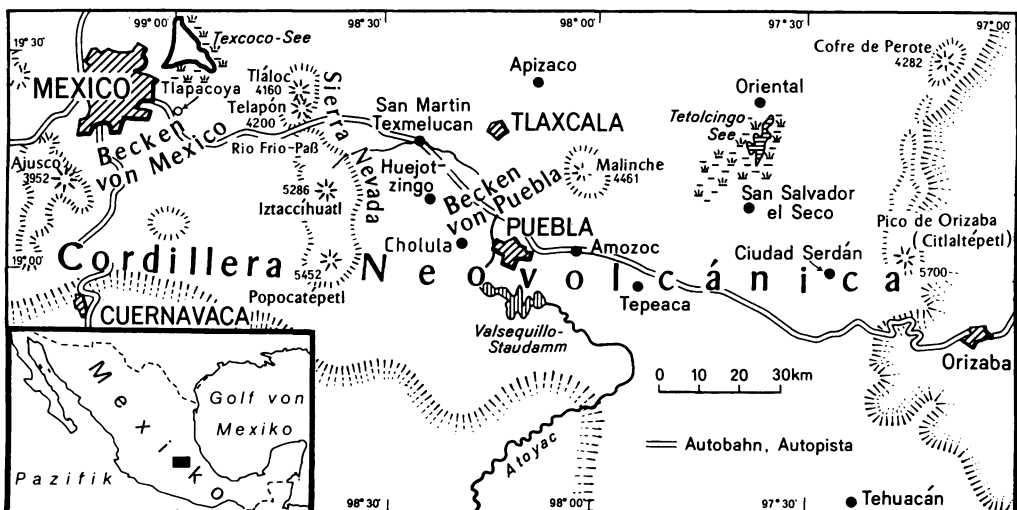 99°00'
98°30'
98°00'
97°30'
97°00'
19°30'
Texcoco-See
MEXICO
Tlapacoya
Tláloc
4160
Telapón
4200
Sierra Nevada
Becken
von Mexico
Rio Frio-Paß
Ajusco
3952
San Martin
Texmelucan
Apizaco
TLAXCALA
Huejot-
zingo
Becken
von Puebla
Malinche
4461
Cofre de Perote
4282
Oriental
Tetolcingo-
See
San Salvador
el Seco
5286
Iztaccihuatl
Cholula
PUEBLA
Amozoc
Ciudad Serdán
Pico de Orizaba
(Citlaltépetl)
5700
19°00'
Cordillera Neovolcánica
5452
Popocatépetl
Tepeaca
CUERNAVACA
Valsequillo-
Staudamm
Orizaba
0 10 20 30km
Atoyac
Autobahn, Autopista
Tehuacán
98°30'
98°00'
97°30'
Mexiko
Golf von
Mexiko
Pazifik